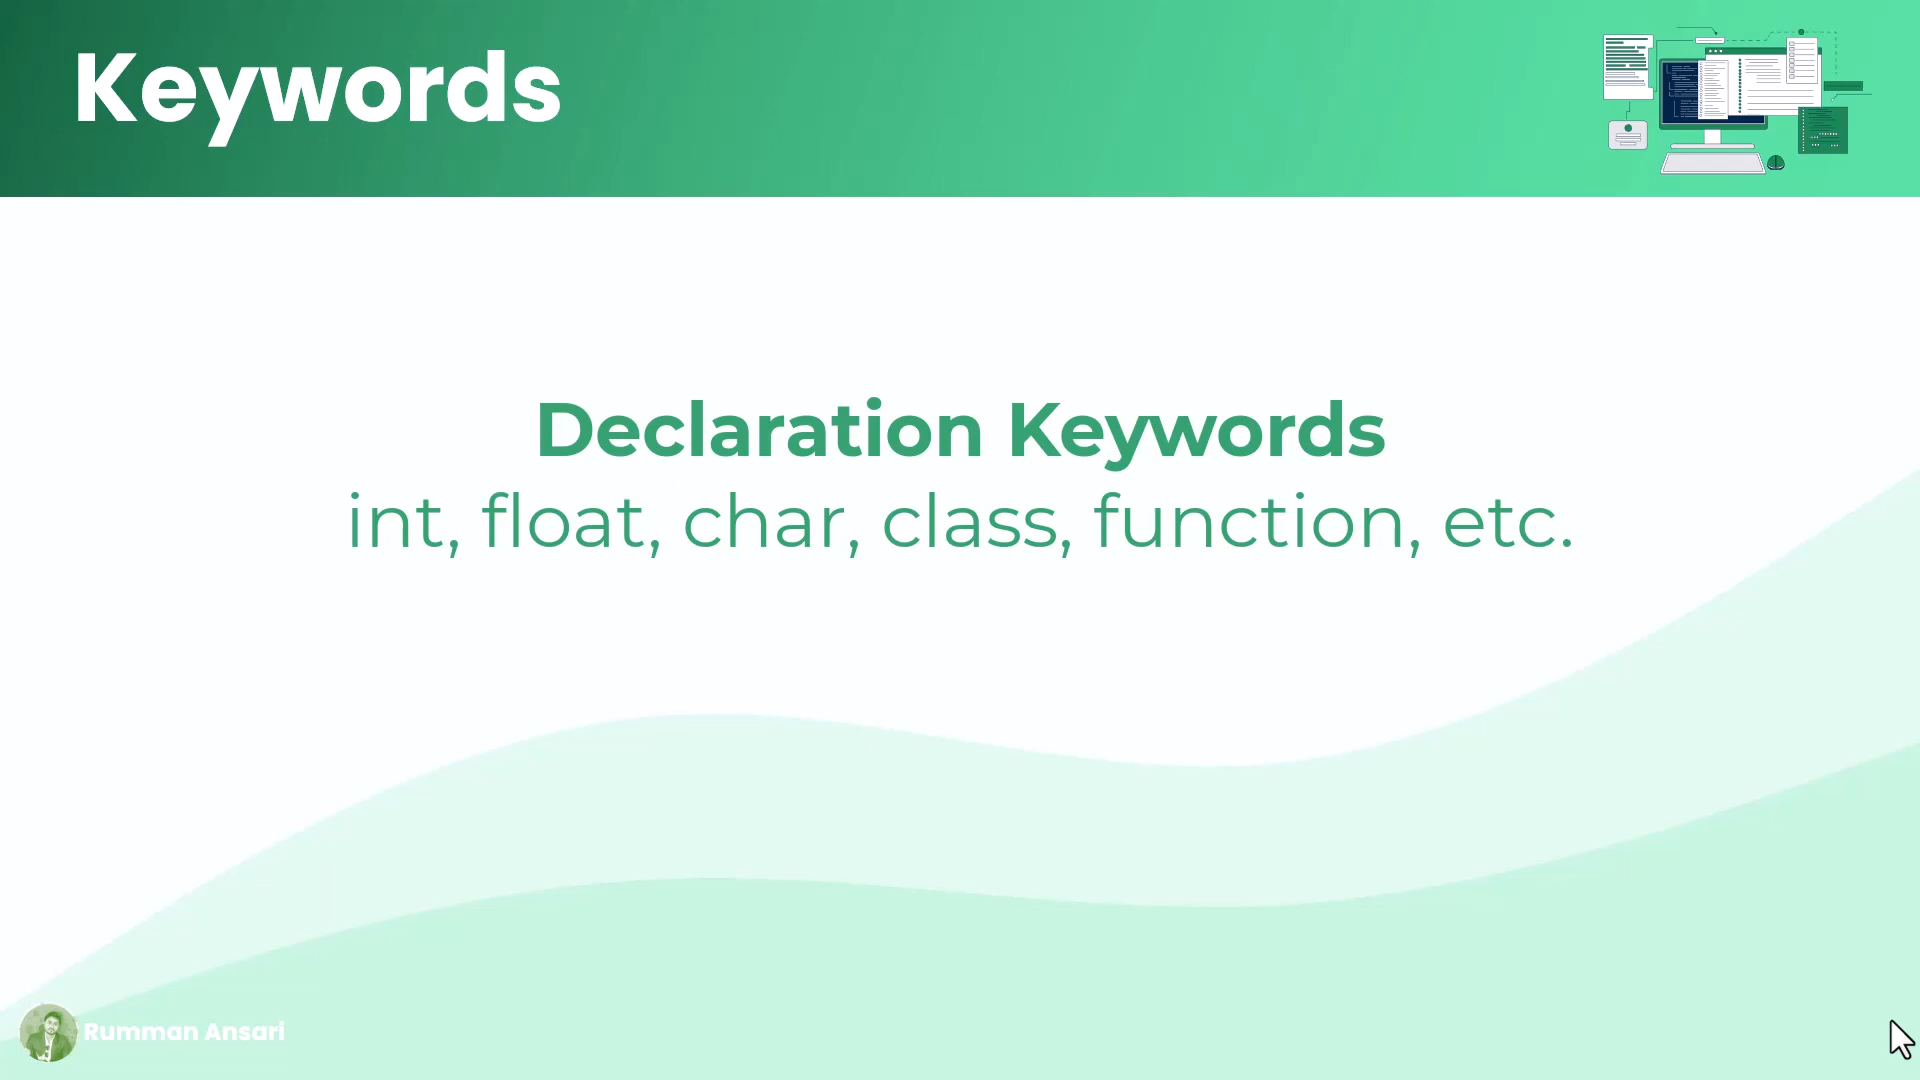 Keywords
Declaration Keywords
int, float, char, class, function, etc.
Rumman Ansari